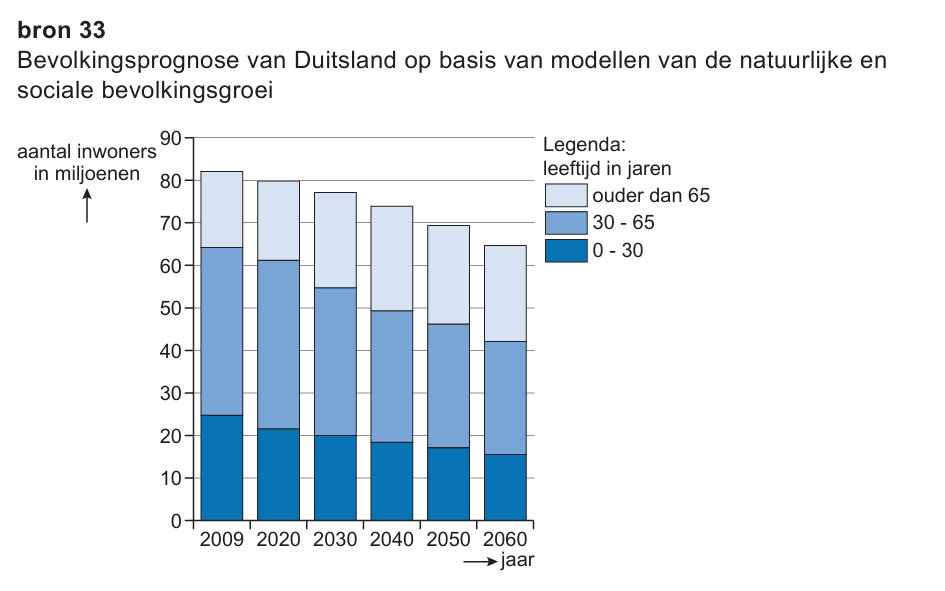 bron 33
Bevolkingsprognose van Duitsland op basis van modellen van de natuurlijke en
sociale bevolkingsgroei
aantal inwoners
in miljoenen
90
80
70
60
50
40
30
20
10
0
2009 2020 2030 2040 2050 2060
jaar
Legenda:
leeftijd in jaren
ouder dan 65
30 - 65
0 - 30